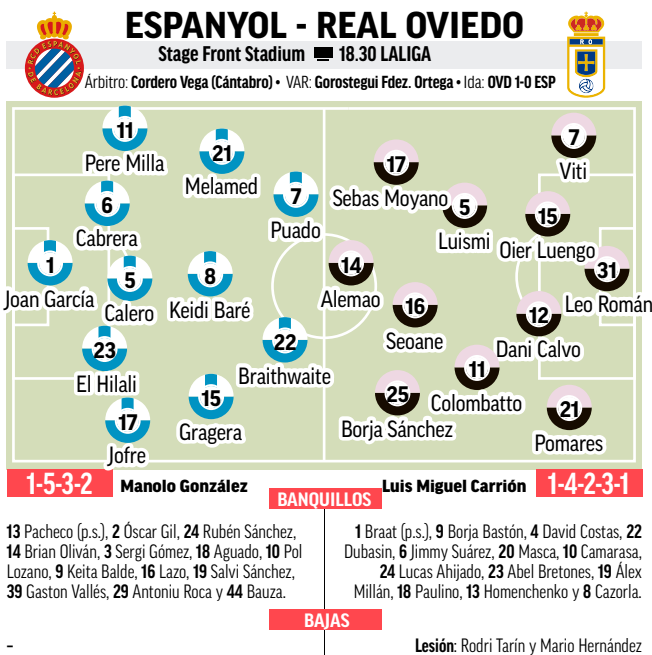 ESPANYOL - REAL OVIEDO
Stage Front Stadium 18.30 LALIGA
Árbitro: Cordero Vega (Cántabro) • VAR: Gorostegui Fdez. Ortega • Ida: OVD 1-0 ESP
RCD ESPANYOL
DE BARCELONA
R O
11
Pere Milla
21
Melamed
7
Puado
6
Cabrera
1
Joan García
5
Calero
8
Keidi Baré
23
El Hilali
22
Braithwaite
15
Gragera
17
Jofre
7
Viti
17
Sebas Moyano
5
Luismi
15
Oier Luengo
31
Leo Román
14
Alemao
16
Seoane
12
Dani Calvo
11
Colombatto
25
Borja Sánchez
21
Pomares
1-5-3-2 Manolo González
Luis Miguel Carrión 1-4-2-3-1
BANQUILLOS
13 Pacheco (p.s.), 2 Óscar Gil, 24 Rubén Sánchez,
14 Brian Oliván, 3 Sergi Gómez, 18 Aguado, 10 Pol
Lozano, 9 Keita Balde, 16 Lazo, 19 Salvi Sánchez,
39 Gaston Vallés, 29 Antoniu Roca y 44 Bauza.
1 Braat (p.s.), 9 Borja Bastón, 4 David Costas, 22
Dubasin, 6 Jimmy Suárez, 20 Masca, 10 Camarasa,
24 Lucas Ahijado, 23 Abel Bretones, 19 Álex
Millán, 18 Paulino, 13 Homenchenko y 8 Cazorla.
BAJAS
–
Lesión: Rodri Tarín y Mario Hernández